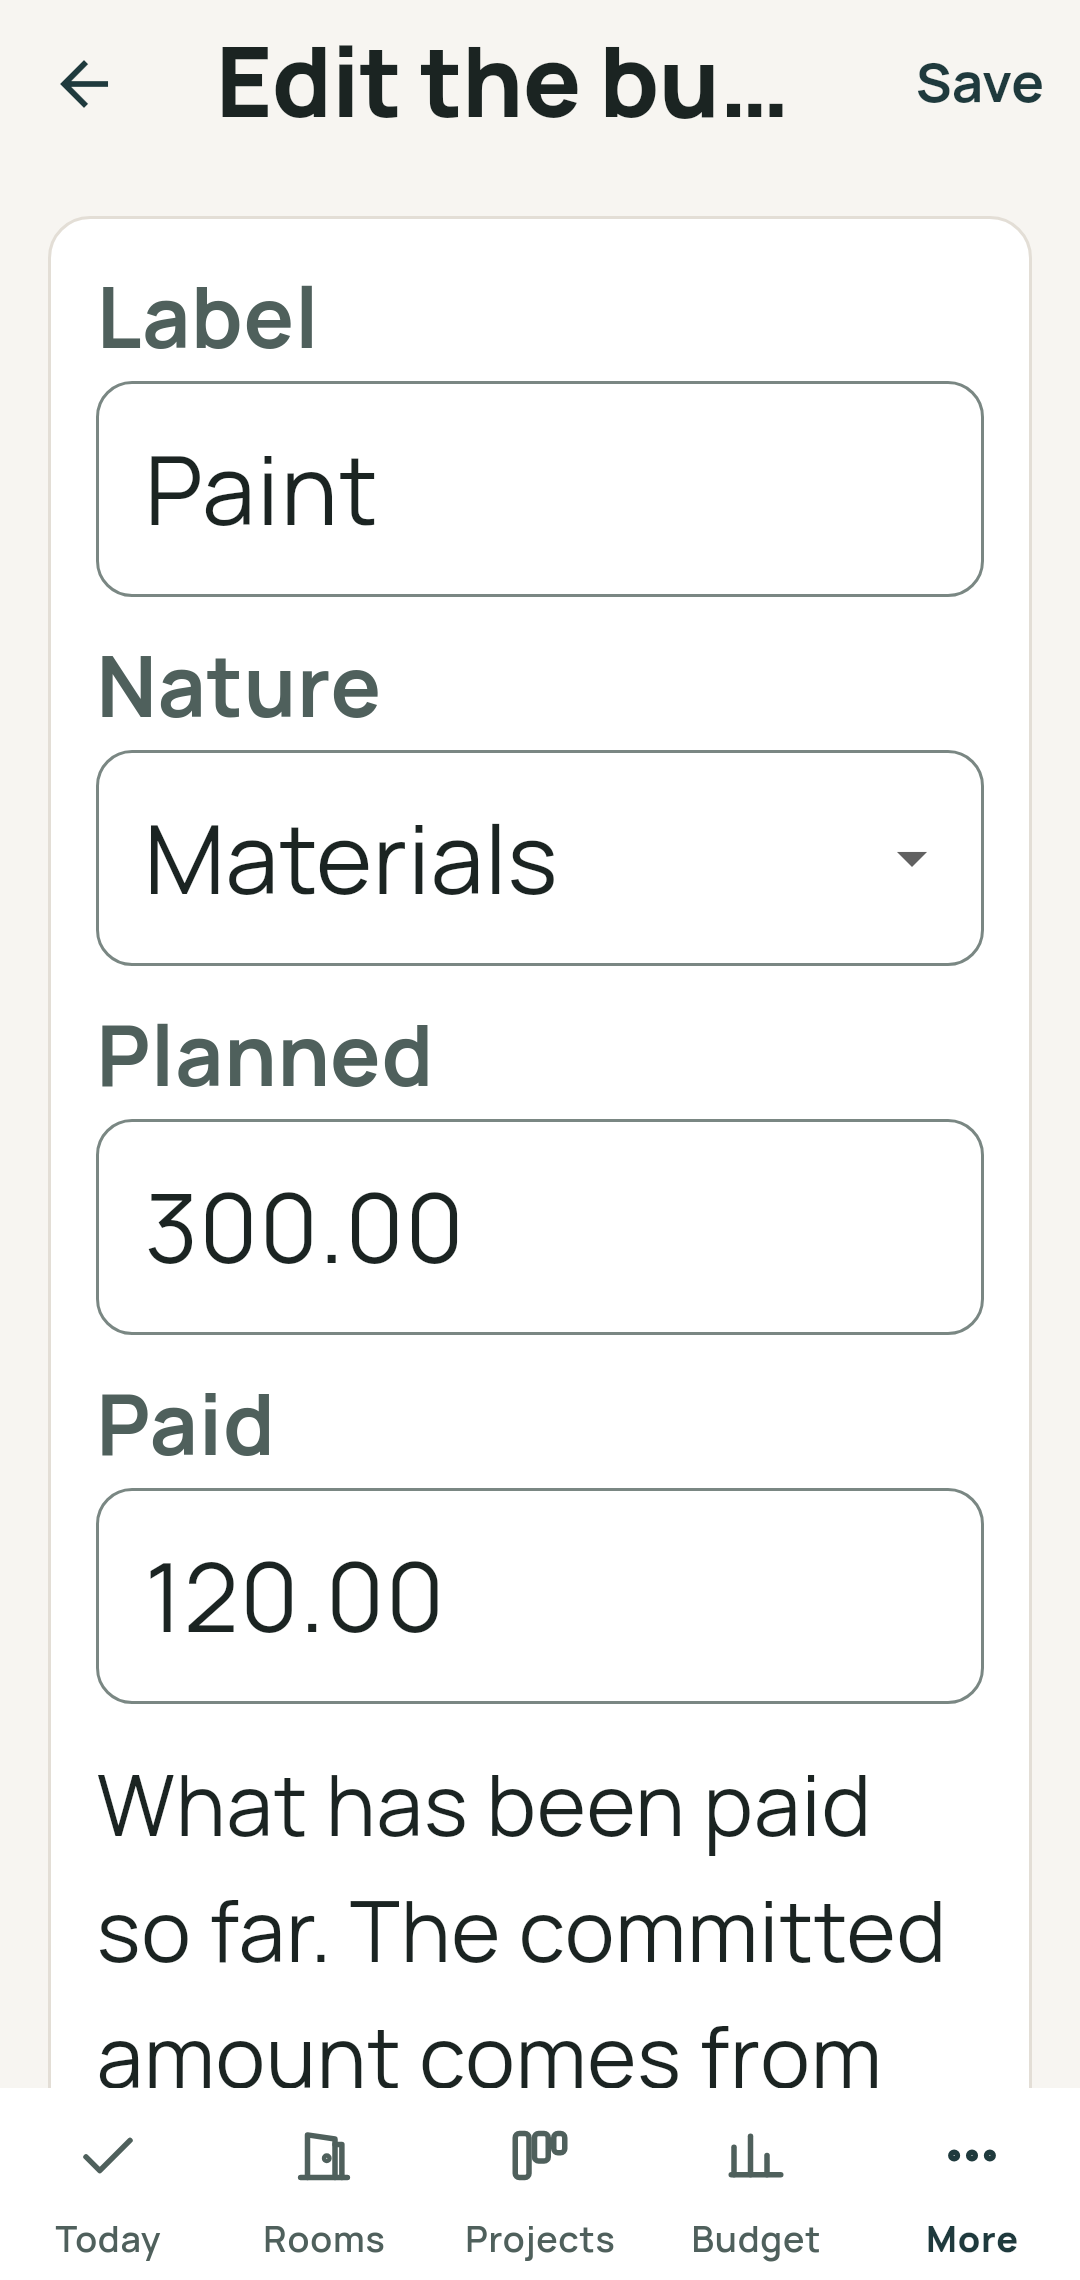 Edit the bu...
Save
Label
Paint
Nature
Materials
Planned
300.00
Paid
120.00
What has been paid
so far. The committed
amount comes from
Today
Rooms
Projects
Budget
More